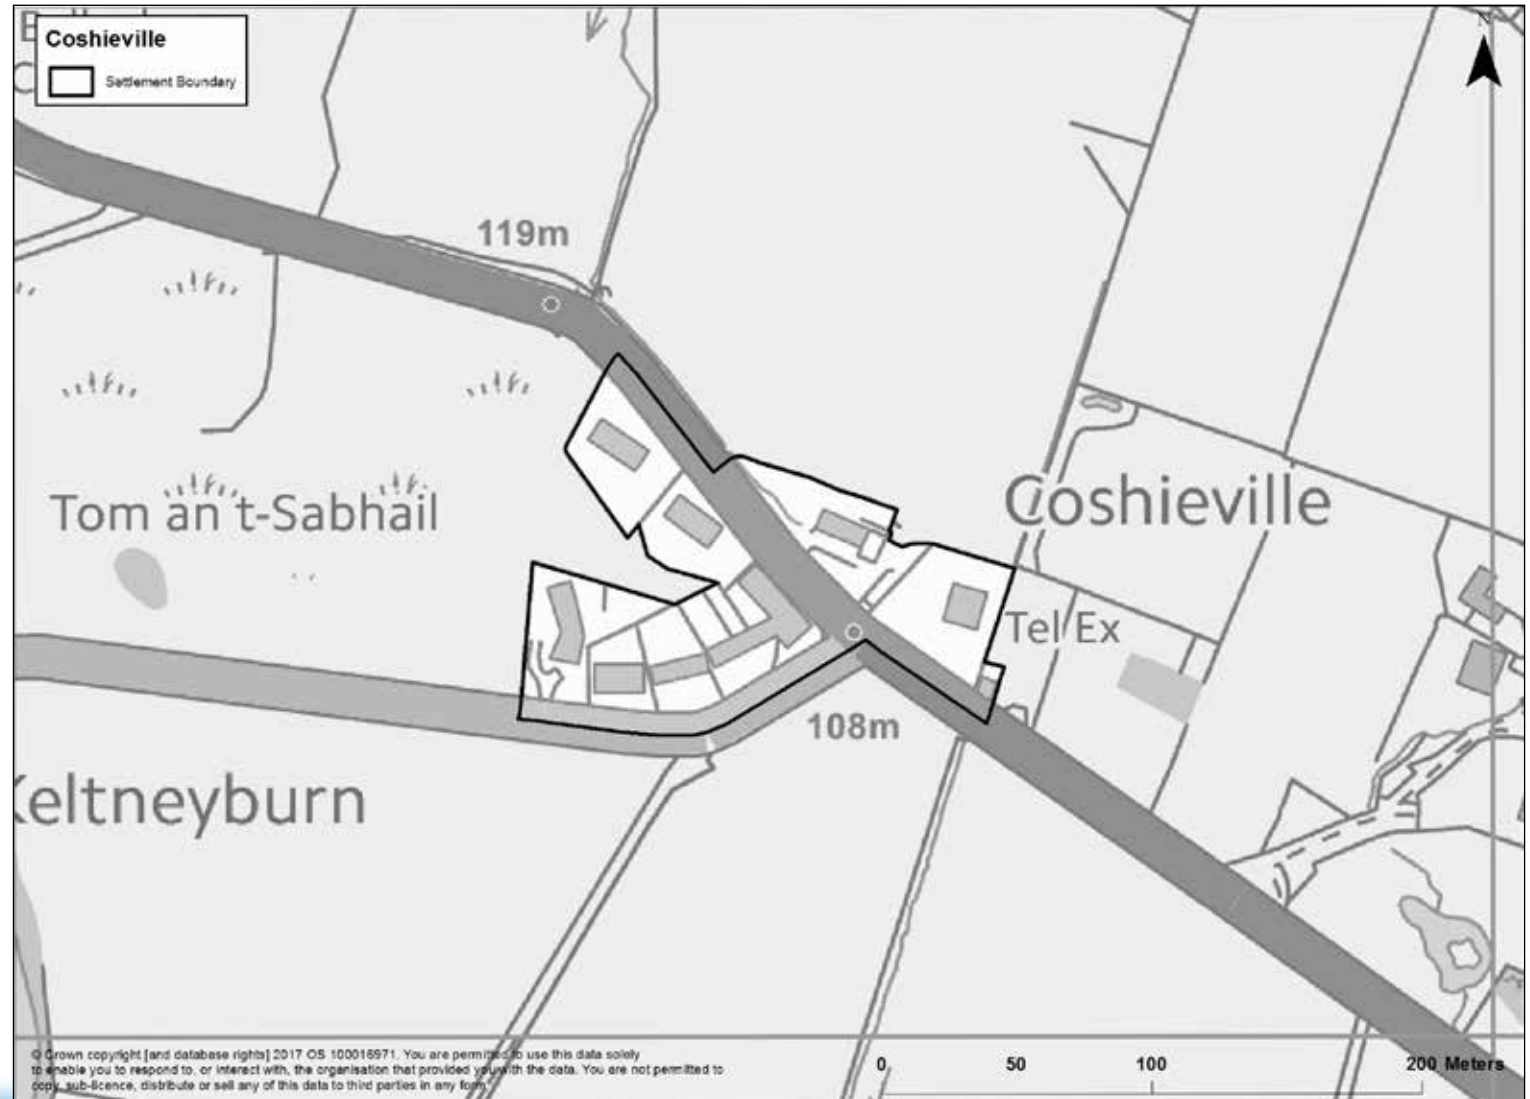 Coshieville
Settlement Boundary
N
119m
Coshieville
Tom an t-Sabhail
Tel Ex
108m
Keltneyburn
© Crown copyright [and database rights] 2017 OS 100016971. You are permitted to use this data solely
to enable you to respond to, or interact with, the organisation that provided you with the data. You are not permitted to
copy, sub-licence, distribute or sell any of this data to third parties in any form.
0 50 100 200 Meters